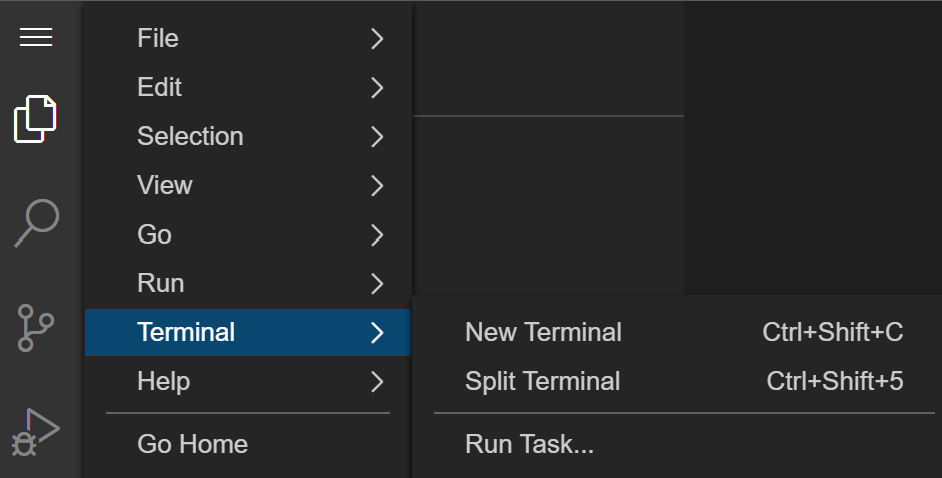 File
Edit
Selection
View
Go
Run
Terminal
Help
Go Home
New Terminal Ctrl+Shift+C
Split Terminal Ctrl+Shift+5
Run Task...